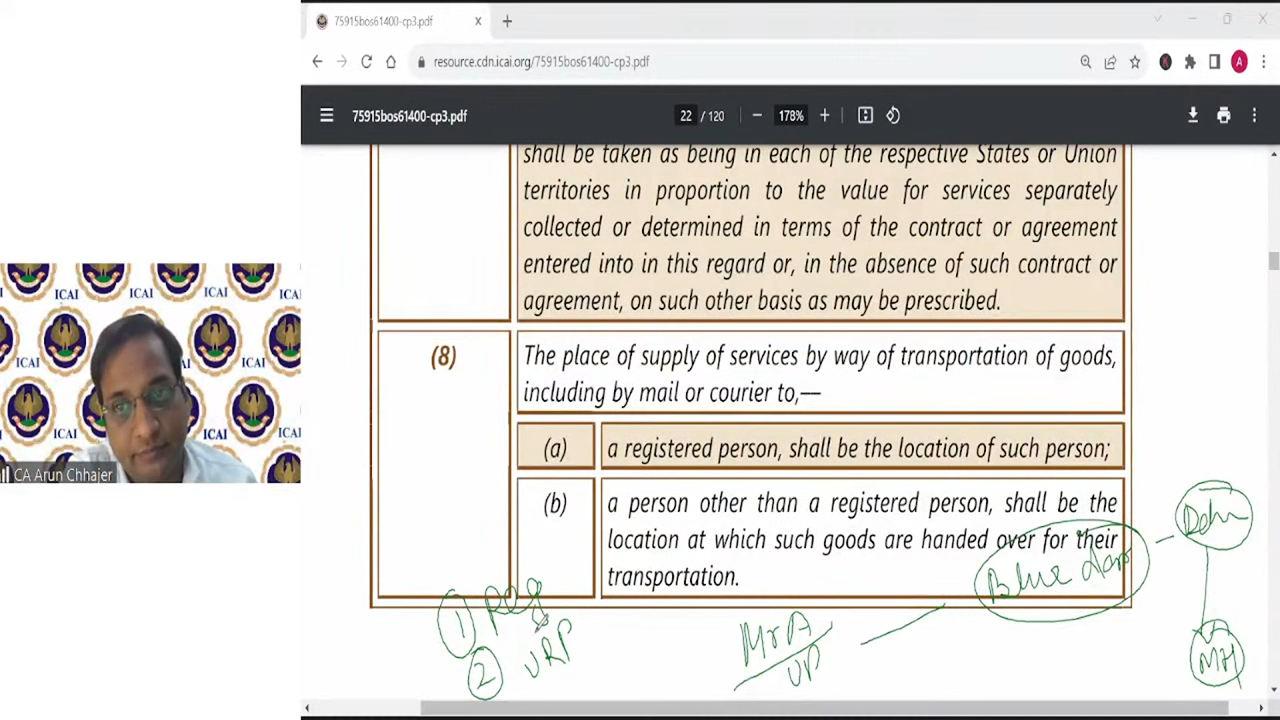 75915bos61400-cp3.pdf
resource.cdn.icai.org/75915bos61400-cp3.pdf
A
75915bos61400-cp3.pdf
22 / 120
178%
shall be taken as being in each of the respective States or Union
territories in proportion to the value for services separately
collected or determined in terms of the contract or agreement
entered into in this regard or, in the absence of such contract or
agreement, on such other basis as may be prescribed.
(8) The place of supply of services by way of transportation of goods,
including by mail or courier to,—
(a) a registered person, shall be the location of such person;
(b) a person other than a registered person, shall be the
location at which such goods are handed over for their
transportation.
ICAI ICAI ICAI
ICAI ICAI
ICAI ICAI
CA Arun Chhajer
1 Reg
2 URP
Mr A
UP
Blue
MH